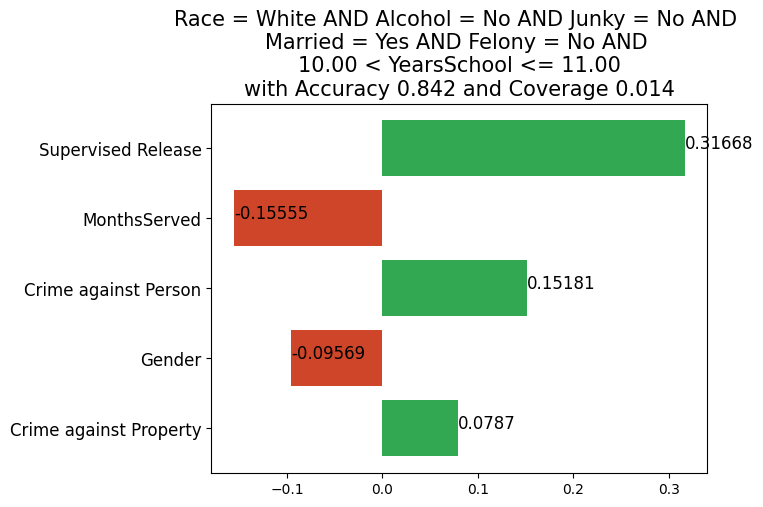 Race = White AND Alcohol = No AND Junky = No AND
Married = Yes AND Felony = No AND
10.00 < YearsSchool <= 11.00
with Accuracy 0.842 and Coverage 0.014
Supervised Release
0.31668
MonthsServed
-0.15555
Crime against Person
0.15181
Gender
-0.09569
Crime against Property
0.0787
−0.1
0.0
0.1
0.2
0.3